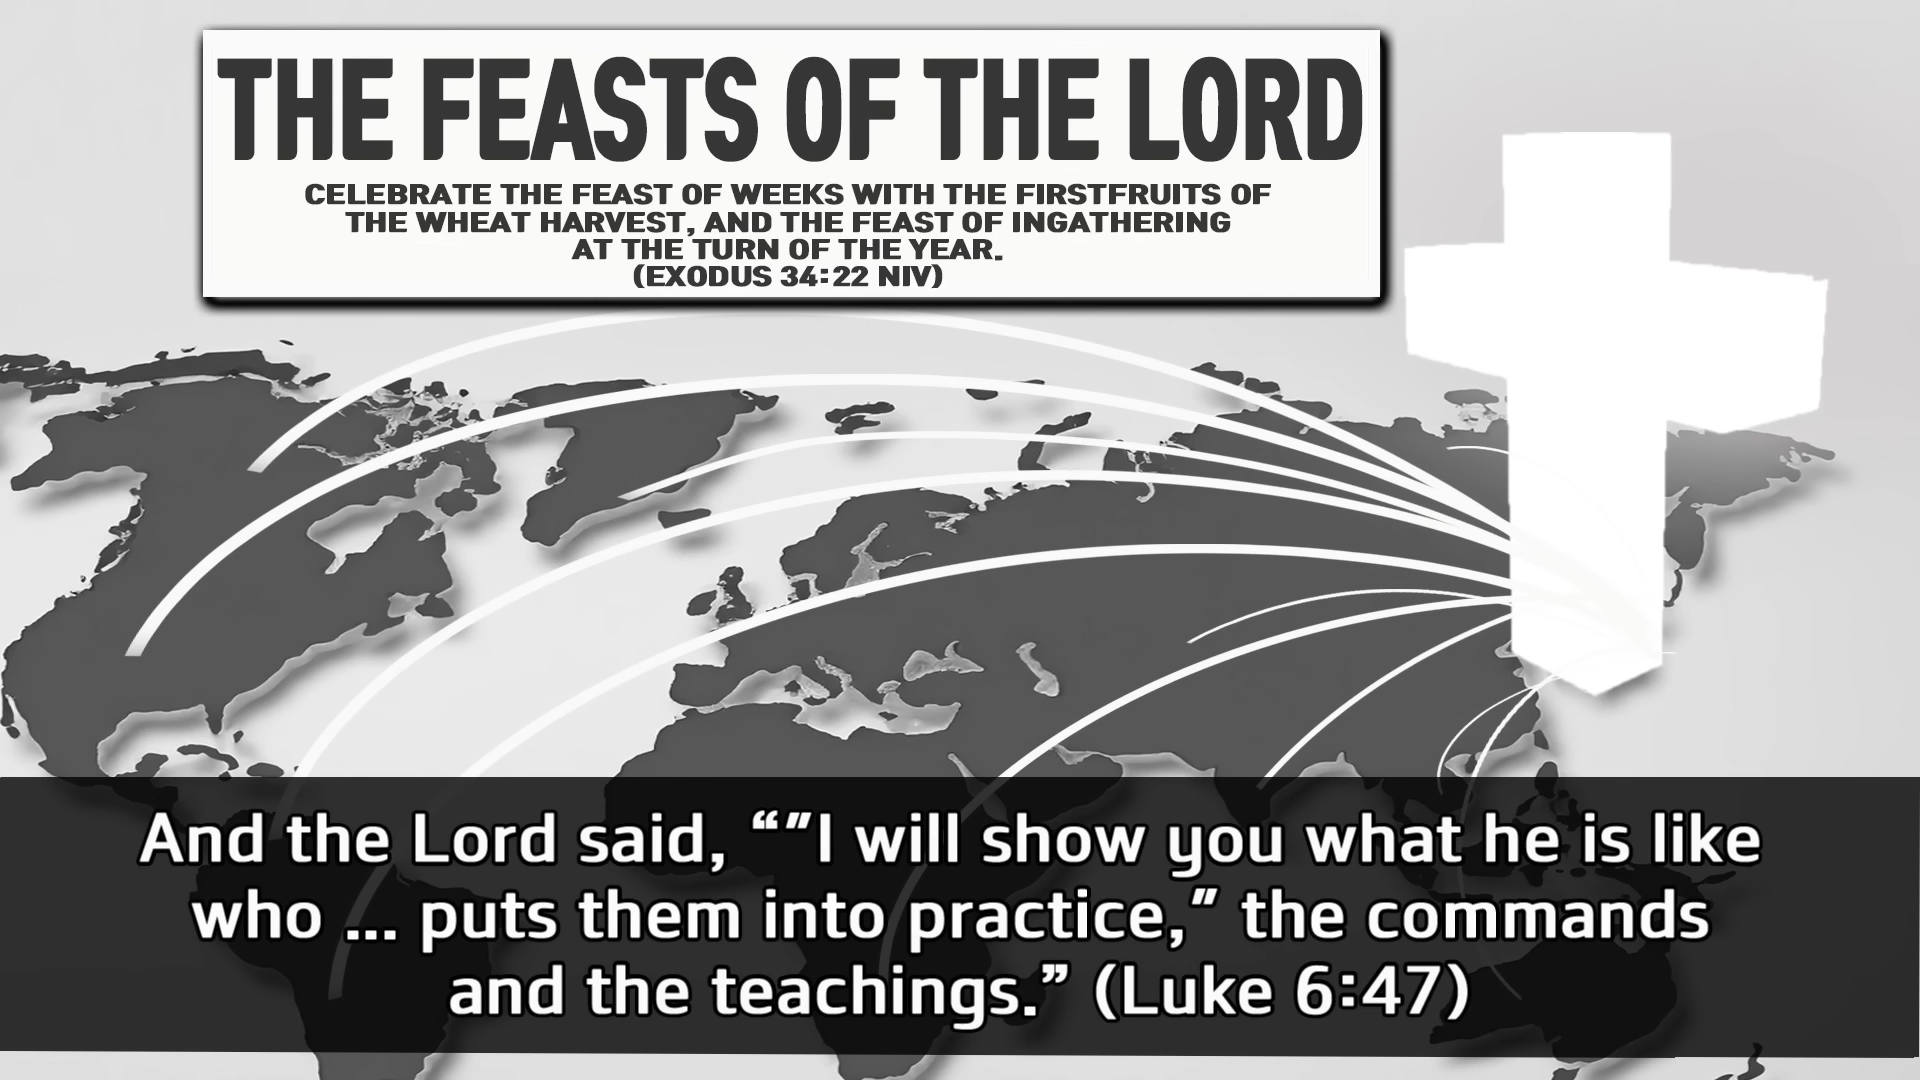 THE FEASTS OF THE LORD
CELEBRATE THE FEAST OF WEEKS WITH THE FIRSTFRUITS OF
THE WHEAT HARVEST, AND THE FEAST OF INGATHERING
AT THE TURN OF THE YEAR.
(EXODUS 34:22 NIV)
And the Lord said, “”I will show you what he is like
who ... puts them into practice,” the commands
and the teachings.” (Luke 6:47)